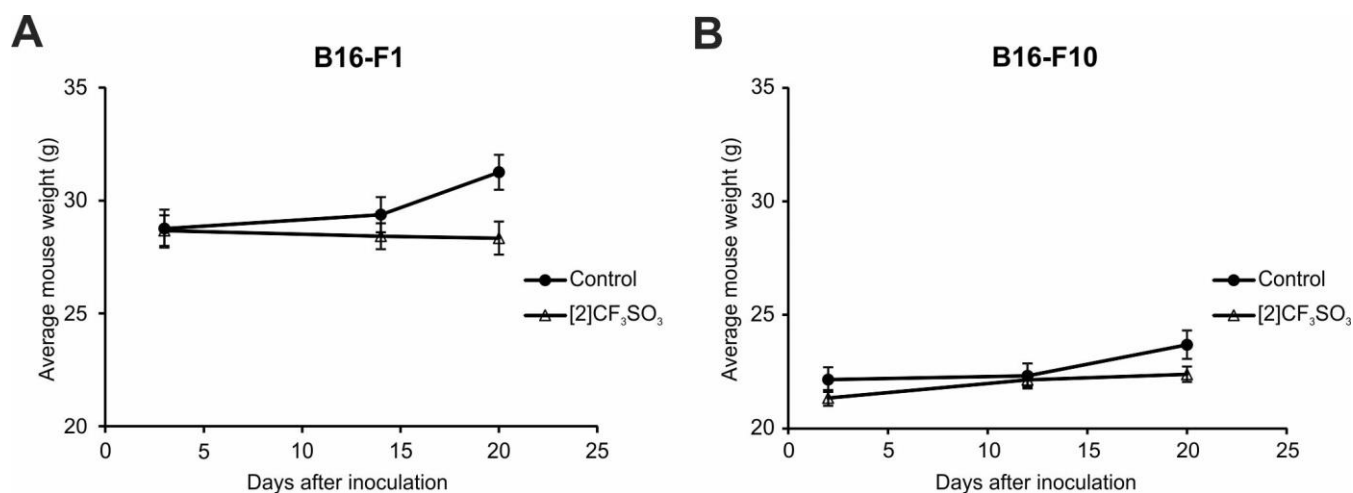 A
B16-F1
35
30
25
20
Average mouse weight (g)
0 5 10 15 20 25
Days after inoculation
Control
[2]CF₃SO₃
B
B16-F10
35
30
25
20
Average mouse weight (g)
0 5 10 15 20 25
Days after inoculation
Control
[2]CF₃SO₃